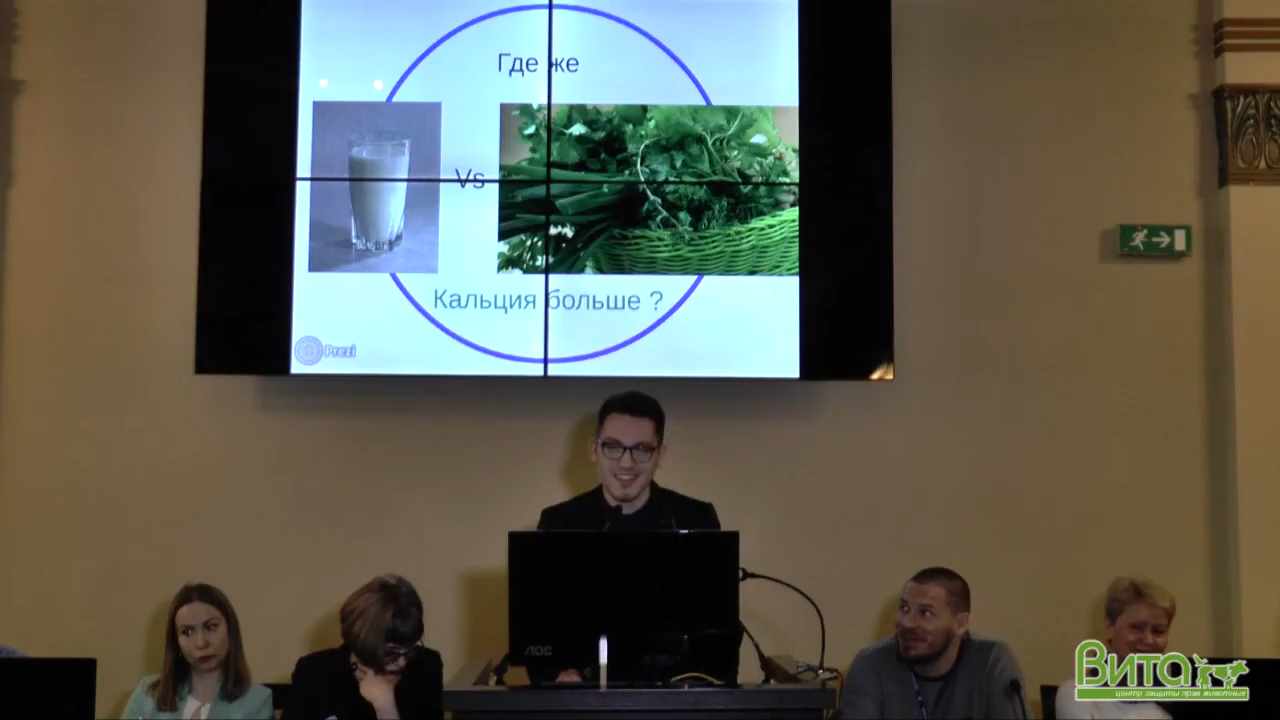 Где же
Vs
Кальция больше ?
Prezi
ЛОС
Вита
центр защиты прав животных